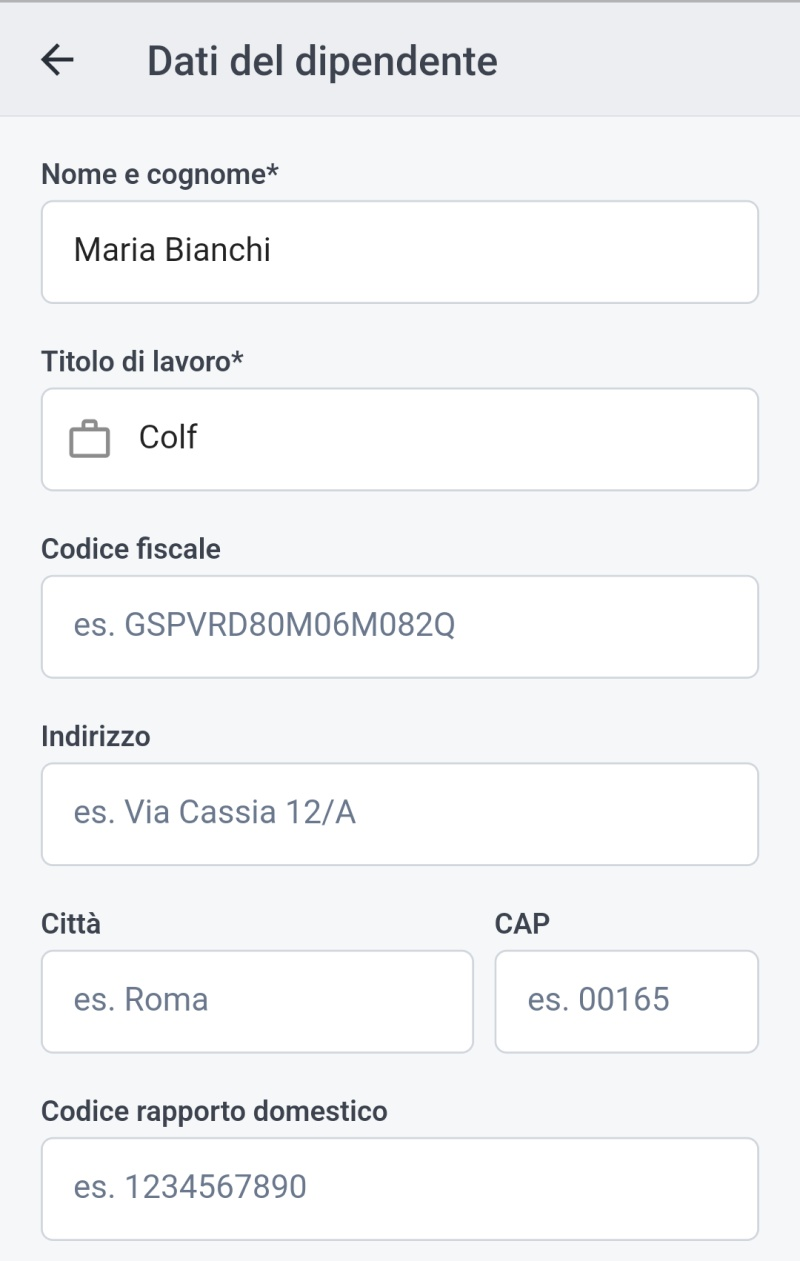 Dati del dipendente
Nome e cognome*
Maria Bianchi
Titolo di lavoro*
Colf
Codice fiscale
es. GSPVRD80M06M082Q
Indirizzo
es. Via Cassia 12/A
Città
es. Roma
CAP
es. 00165
Codice rapporto domestico
es. 1234567890